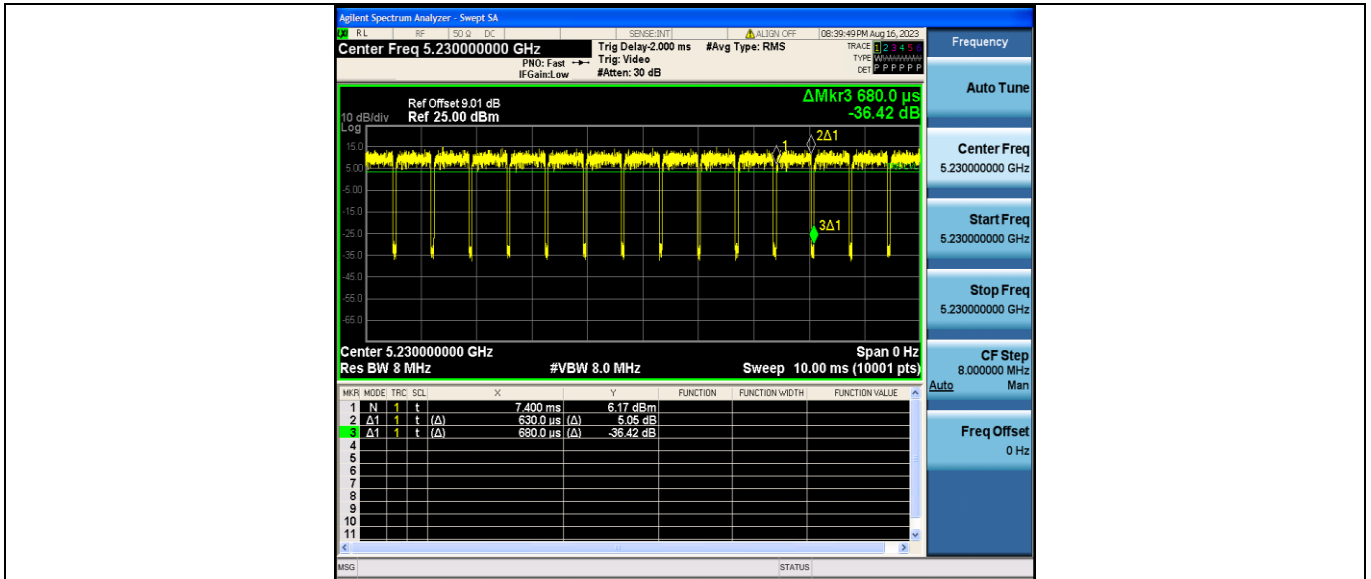 Agilent Spectrum Analyzer - Swept SA
RL RF 50 Ω DC SENSE:INT ALIGN OFF 08:39:49 PM Aug 16, 2023
Center Freq 5.230000000 GHz
PNO: Fast
IFGain:Low
Trig Delay-2.000 ms
Trig: Video
#Atten: 30 dB
#Avg Type: RMS
TRACE 1 2 3 4 5 6
TYPE
DET P P P P P P
ΔMkr3 680.0 µs
-36.42 dB
Ref Offset 9.01 dB
10 dB/div Ref 25.00 dBm
Log
15.0
5.00
-5.00
-15.0
-25.0
-35.0
-45.0
-55.0
-65.0
1
2Δ1
3Δ1
Center 5.230000000 GHz Span 0 Hz
Res BW 8 MHz #VBW 8.0 MHz Sweep 10.00 ms (10001 pts)
MKR MODE TRC SCL X Y FUNCTION FUNCTION WIDTH FUNCTION VALUE
1 N 1 t 7.400 ms 6.17 dBm
2 Δ1 1 t (Δ) 630.0 µs (Δ) 5.05 dB
3 Δ1 1 t (Δ) 680.0 µs (Δ) -36.42 dB
4
5
6
7
8
9
10
11
MSG STATUS
Frequency
Auto Tune
Center Freq
5.230000000 GHz
Start Freq
5.230000000 GHz
Stop Freq
5.230000000 GHz
CF Step
8.000000 MHz
Auto Man
Freq Offset
0 Hz